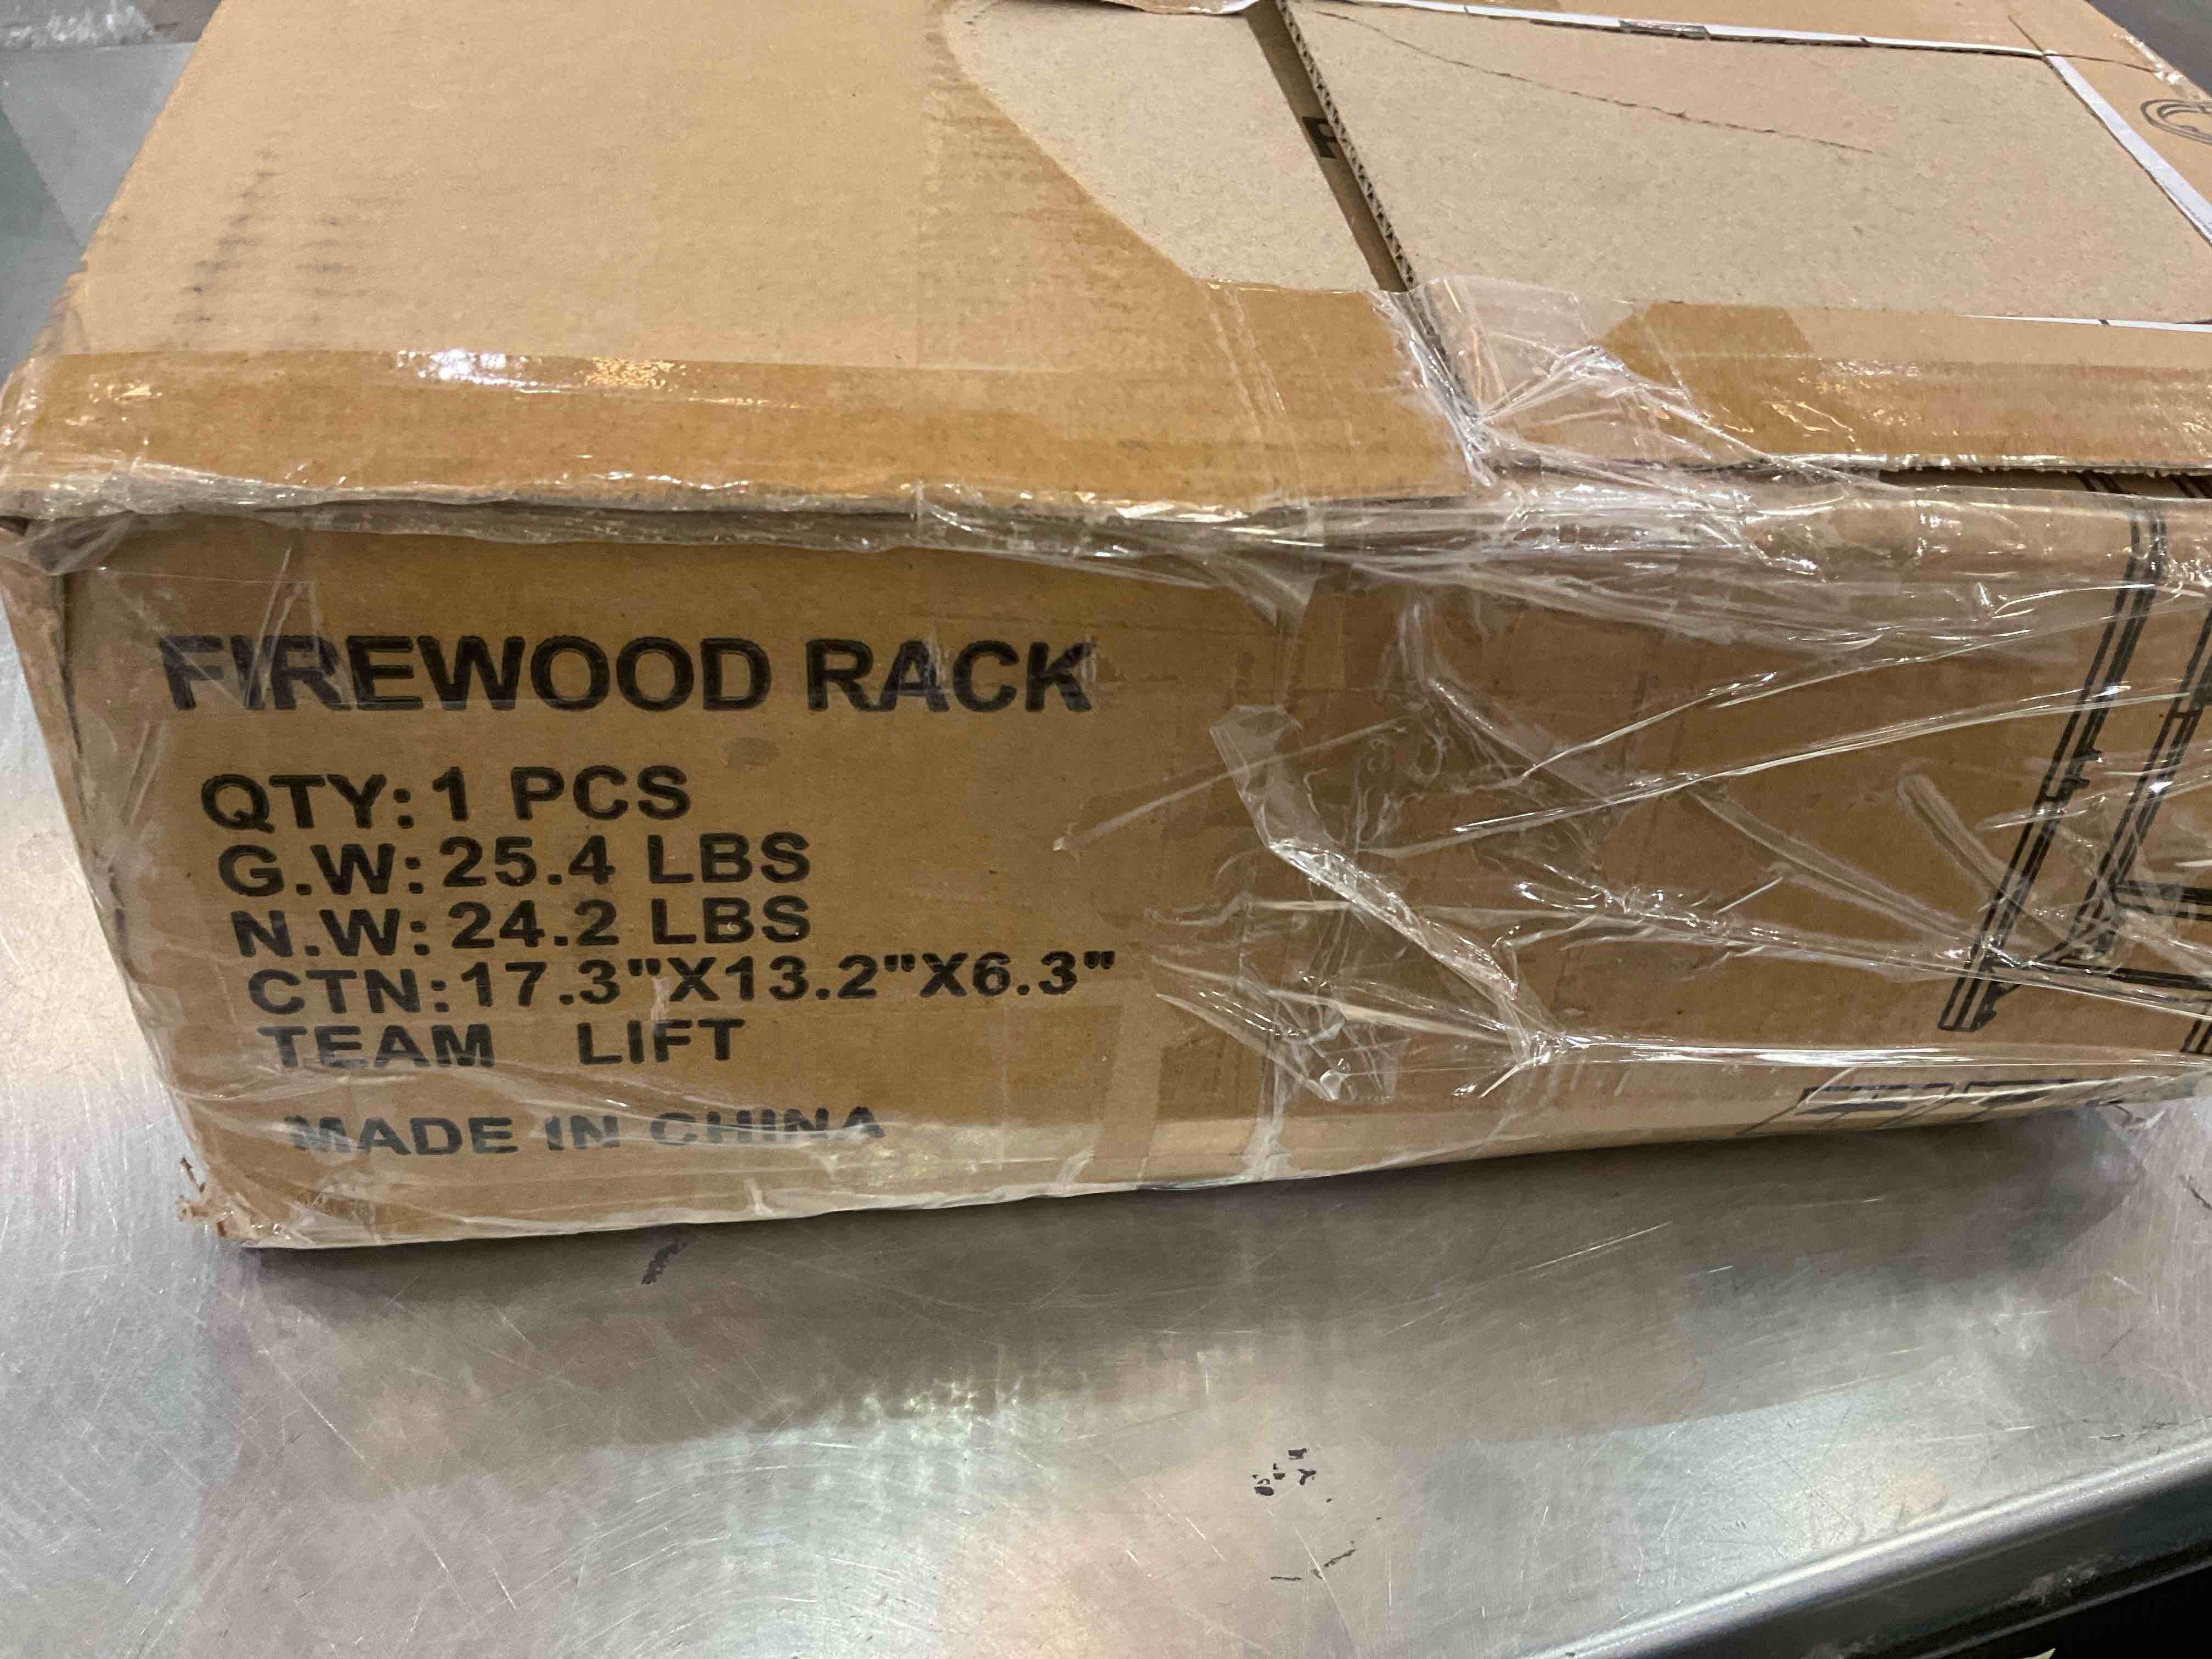 FIREWOOD RACK
QTY:1 PCS
G.W:25.4 LBS
N.W:24.2 LBS
CTN:17.3"X13.2"X6.3"
TEAM LIFT
MADE IN CHINA